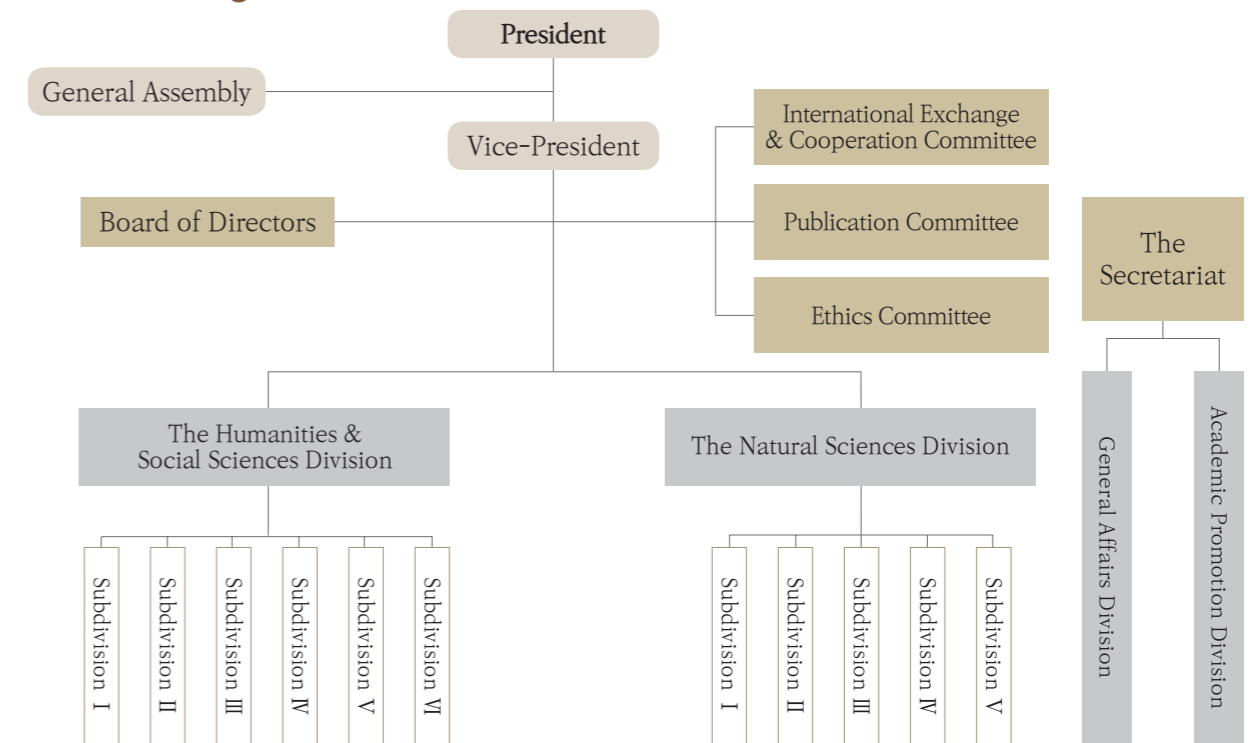 President
General Assembly
Vice-President
International Exchange
& Cooperation Committee
Board of Directors
Publication Committee
The
Secretariat
Ethics Committee
The Humanities &
Social Sciences Division
The Natural Sciences Division
General Affairs Division
Academic Promotion Division
Subdivision Ⅰ
Subdivision Ⅱ
Subdivision Ⅲ
Subdivision Ⅳ
Subdivision Ⅴ
Subdivision Ⅵ
Subdivision Ⅰ
Subdivision Ⅱ
Subdivision Ⅲ
Subdivision Ⅳ
Subdivision Ⅴ